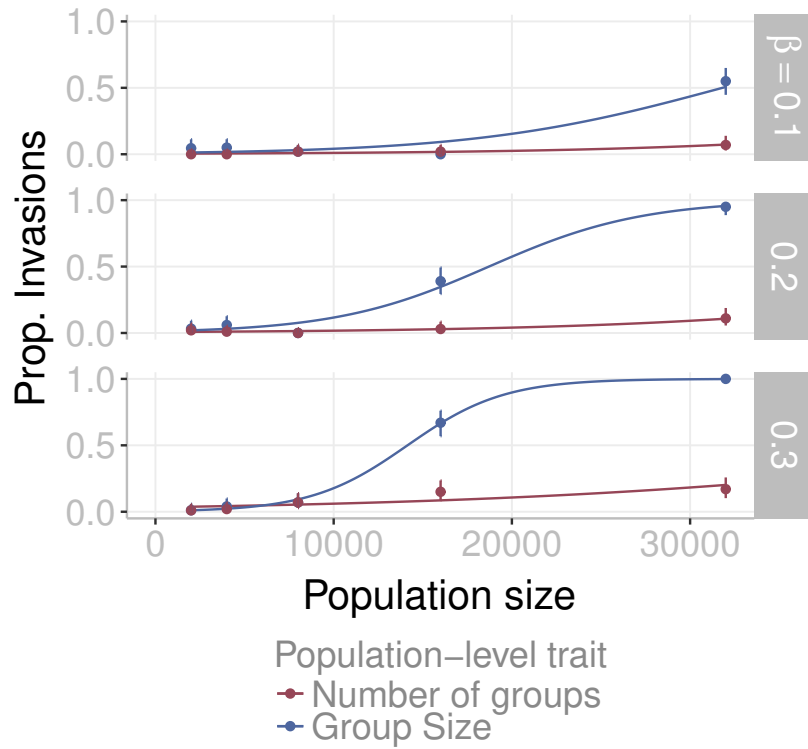 1.0
0.5
0.0
β = 0.1
1.0
0.5
0.0
0.2
1.0
0.5
0.0
0.3
Prop. Invasions
0 10000 20000 30000
Population size
Population−level trait
Number of groups
Group Size